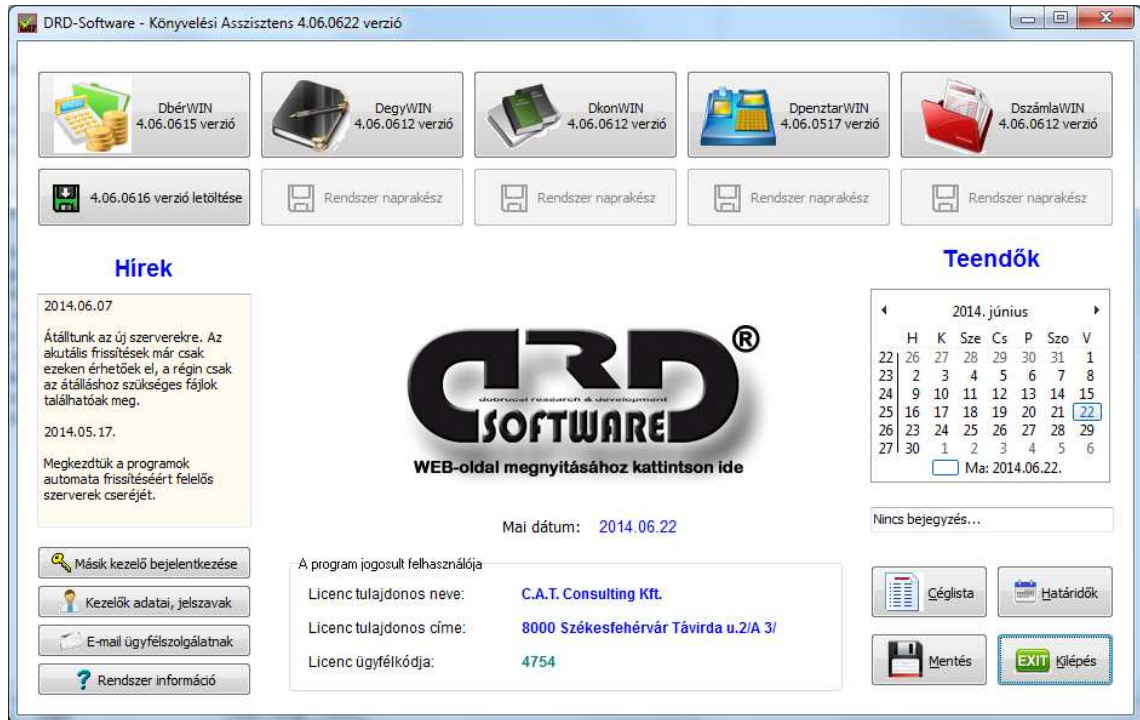 DRD-Software - Könyvelési Asszisztens 4.06.0622 verzió
DbérWIN
4.06.0615 verzió
DegyWIN
4.06.0612 verzió
DkonWIN
4.06.0612 verzió
DpenztarWIN
4.06.0517 verzió
DszámlaWIN
4.06.0612 verzió
4.06.0616 verzió letöltése
Rendszer naprakész
Rendszer naprakész
Rendszer naprakész
Rendszer naprakész
Hírek
2014.06.07
Átálltunk az új szerverekre. Az
akutális frissítések már csak
ezeken érhetőek el, a régin csak
az átálláshoz szükséges fájlok
találhatóak meg.
2014.05.17.
Megkezdtük a programok
automata frissítéséért felelős
szerverek cseréjét.
Másik kezelő bejelentkezése
Kezelők adatai, jelszavak
E-mail ügyfélszolgálatnak
Rendszer információ
DRD®
dobrocal research & development
SOFTWARE
WEB-oldal megnyitásához kattintson ide
Mai dátum: 2014.06.22
A program jogosult felhasználója
Licenc tulajdonos neve: C.A.T. Consulting Kft.
Licenc tulajdonos címe: 8000 Székesfehérvár Távirda u.2/A 3/
Licenc ügyfélkódja: 4754
Teendők
2014. június
H K Sze Cs P Szo V
22 26 27 28 29 30 31 1
23 2 3 4 5 6 7 8
24 9 10 11 12 13 14 15
25 16 17 18 19 20 21 22
26 23 24 25 26 27 28 29
27 30 1 2 3 4 5 6
Ma: 2014.06.22.
Nincs bejegyzés...
Céglista
Határidők
Mentés
EXIT Kilépés